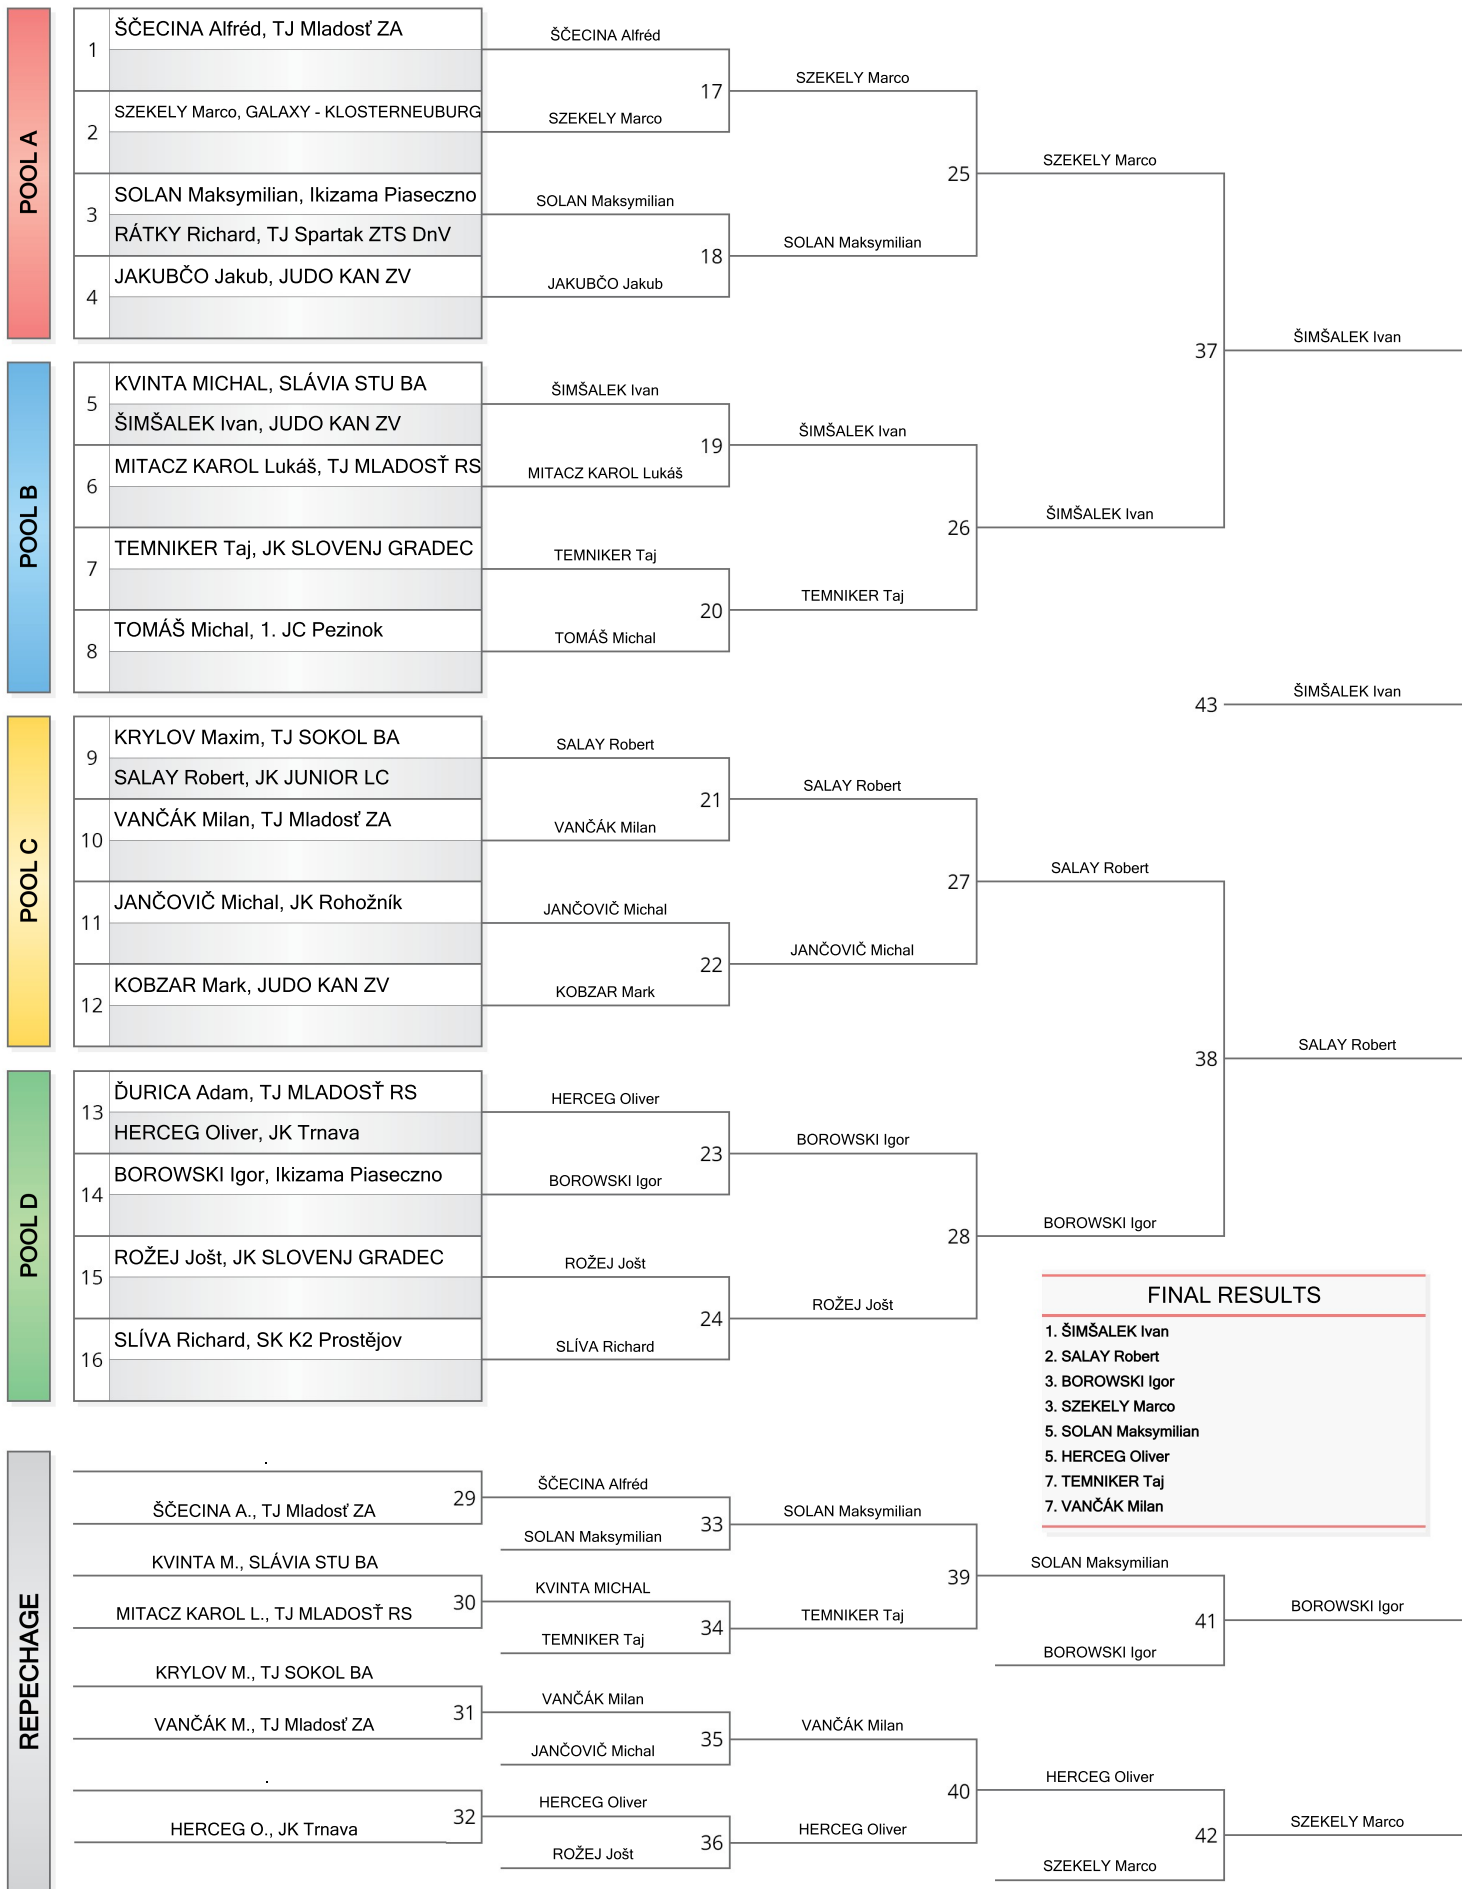 POOL A
1
ŠČECINA Alfréd, TJ Mladosť ZA
2
SZEKELY Marco, GALAXY - KLOSTERNEUBURG
3
SOLAN Maksymilian, Ikizama Piaseczno
RÁTKY Richard, TJ Spartak ZTS DnV
4
JAKUBČO Jakub, JUDO KAN ZV
POOL B
5
KVINTA MICHAL, SLÁVIA STU BA
ŠIMŠALEK Ivan, JUDO KAN ZV
6
MITACZ KAROL Lukáš, TJ MLADOSŤ RS
7
TEMNIKER Taj, JK SLOVENJ GRADEC
8
TOMÁŠ Michal, 1. JC Pezinok
POOL C
9
KRYLOV Maxim, TJ SOKOL BA
SALAY Robert, JK JUNIOR LC
10
VANČÁK Milan, TJ Mladosť ZA
11
JANČOVIČ Michal, JK Rohožník
12
KOBZAR Mark, JUDO KAN ZV
POOL D
13
ĎURICA Adam, TJ MLADOSŤ RS
HERCEG Oliver, JK Trnava
14
BOROWSKI Igor, Ikizama Piaseczno
15
ROŽEJ Jošt, JK SLOVENJ GRADEC
16
SLÍVA Richard, SK K2 Prostějov
ŠČECINA Alfréd
17
SZEKELY Marco
SOLAN Maksymilian
18
JAKUBČO Jakub
ŠIMŠALEK Ivan
19
MITACZ KAROL Lukáš
TEMNIKER Taj
20
TOMÁŠ Michal
SALAY Robert
21
VANČÁK Milan
JANČOVIČ Michal
22
KOBZAR Mark
HERCEG Oliver
23
BOROWSKI Igor
ROŽEJ Jošt
24
SLÍVA Richard
SZEKELY Marco
25
SOLAN Maksymilian
ŠIMŠALEK Ivan
26
TEMNIKER Taj
SALAY Robert
27
JANČOVIČ Michal
BOROWSKI Igor
28
ROŽEJ Jošt
SZEKELY Marco
37
ŠIMŠALEK Ivan
SALAY Robert
38
BOROWSKI Igor
ŠIMŠALEK Ivan
43
ŠIMŠALEK Ivan
SALAY Robert
FINAL RESULTS
1. ŠIMŠALEK Ivan
2. SALAY Robert
3. BOROWSKI Igor
3. SZEKELY Marco
5. SOLAN Maksymilian
5. HERCEG Oliver
7. TEMNIKER Taj
7. VANČÁK Milan
REPECHAGE
.
29
ŠČECINA A., TJ Mladosť ZA
KVINTA M., SLÁVIA STU BA
30
MITACZ KAROL L., TJ MLADOSŤ RS
KRYLOV M., TJ SOKOL BA
31
VANČÁK M., TJ Mladosť ZA
.
32
HERCEG O., JK Trnava
ŠČECINA Alfréd
33
SOLAN Maksymilian
KVINTA MICHAL
34
TEMNIKER Taj
VANČÁK Milan
35
JANČOVIČ Michal
HERCEG Oliver
36
ROŽEJ Jošt
SOLAN Maksymilian
39
TEMNIKER Taj
VANČÁK Milan
40
HERCEG Oliver
SOLAN Maksymilian
41
BOROWSKI Igor
HERCEG Oliver
42
SZEKELY Marco
BOROWSKI Igor
SZEKELY Marco